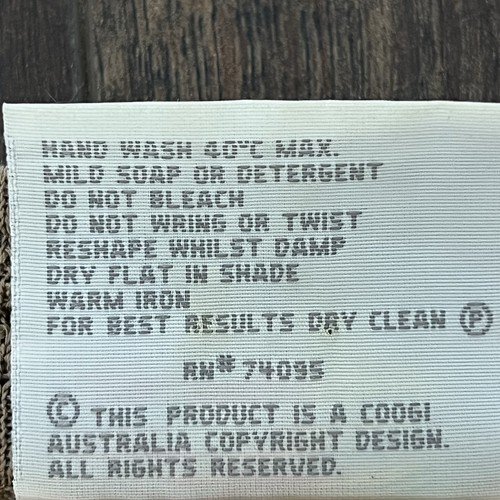 HAND WASH 40°C MAX.
MILD SOAP OR DETERGENT
DO NOT BLEACH
DO NOT WRING OR TWIST
RESHAPE WHILST DAMP
DRY FLAT IN SHADE
WARM IRON
FOR BEST RESULTS DRY CLEAN Ⓟ
RN# 74095
© THIS PRODUCT IS A COOGI
AUSTRALIA COPYRIGHT DESIGN.
ALL RIGHTS RESERVED.